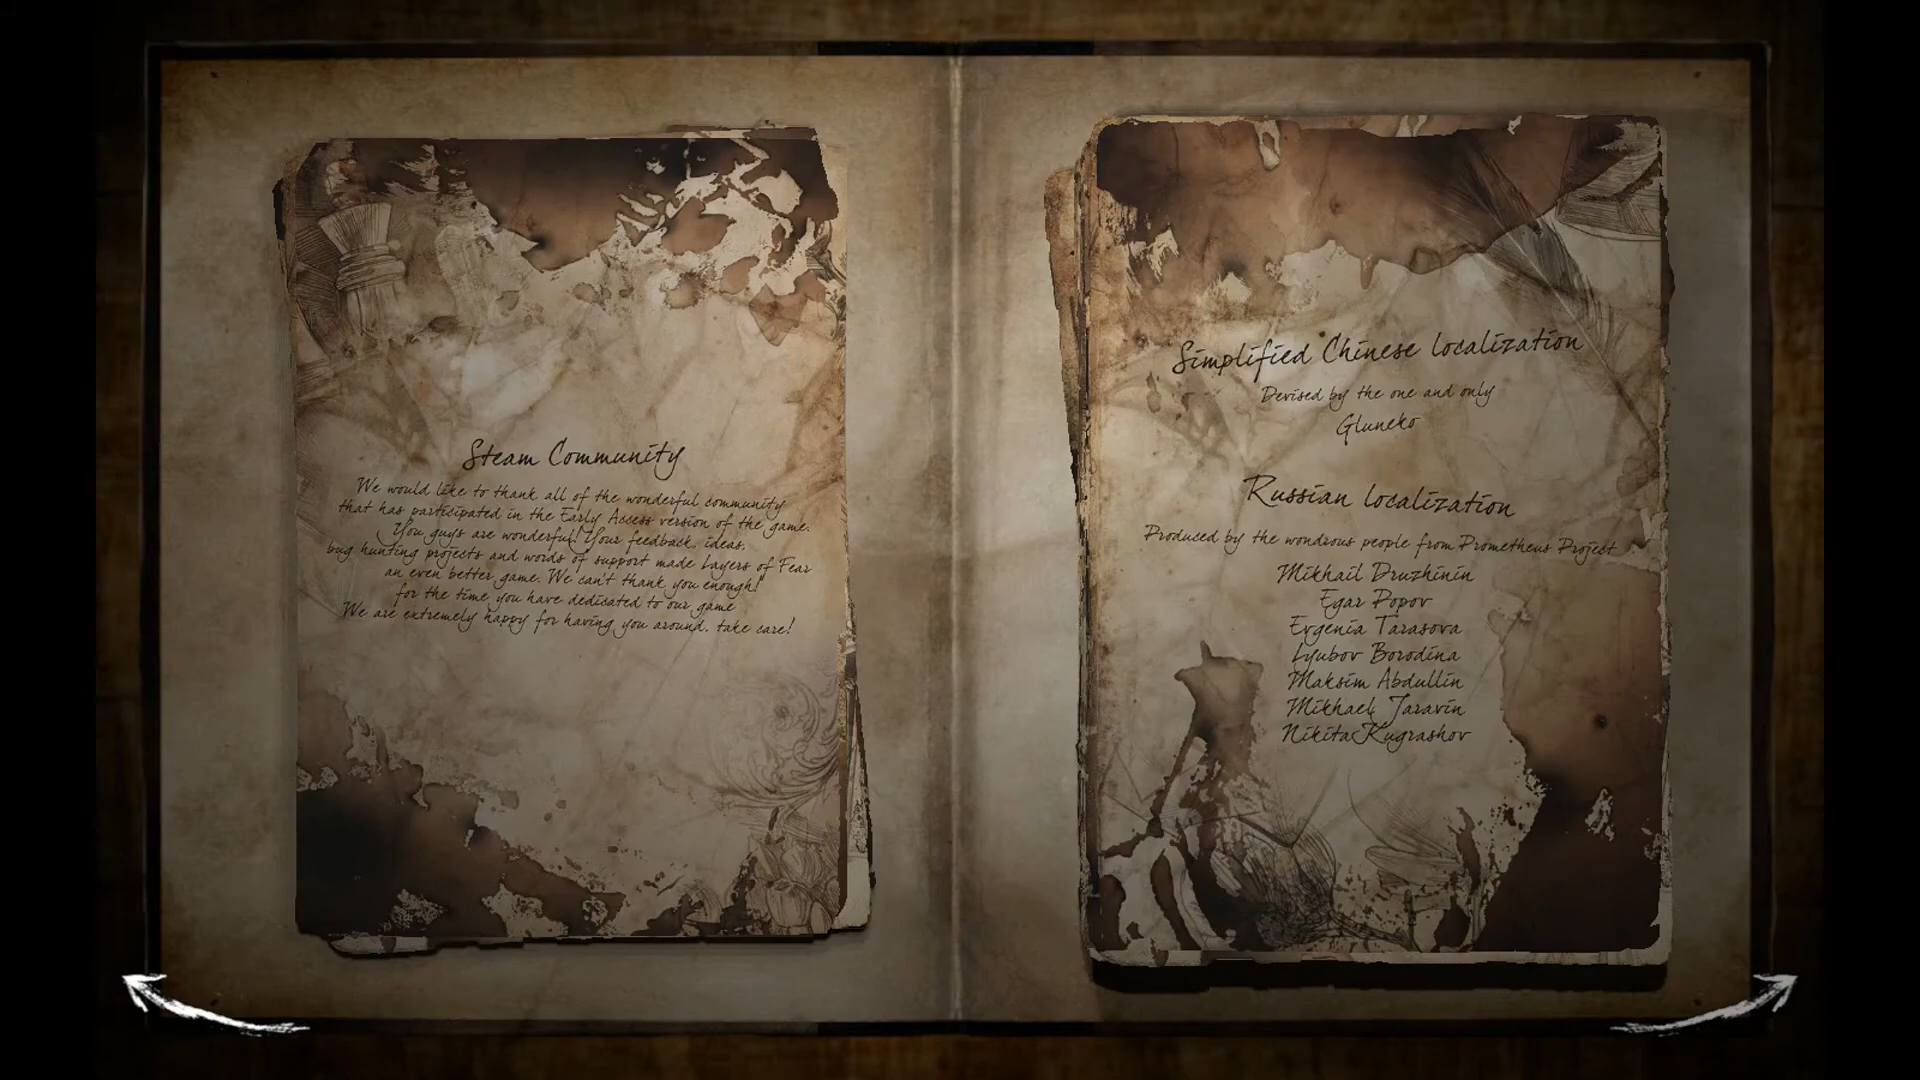 Steam Community
We would like to thank all of the wonderful community
that has participated in the Early Access version of the game.
You guys are wonderful! Your feedback, ideas,
bug hunting projects and words of support made Layers of Fear
an even better game. We can't thank you enough!
for the time you have dedicated to our game
We are extremely happy for having you around, take care!
Simplified Chinese localization
Devised by the one and only
Gluneko
Russian localization
Produced by the wondrous people from Prometheus Project
Mikhail Druzhinin
Egar Popov
Evgenia Tarasova
Lyubov Borodina
Maksim Abdullin
Mikhael Jaravin
Nikita Kugrashov